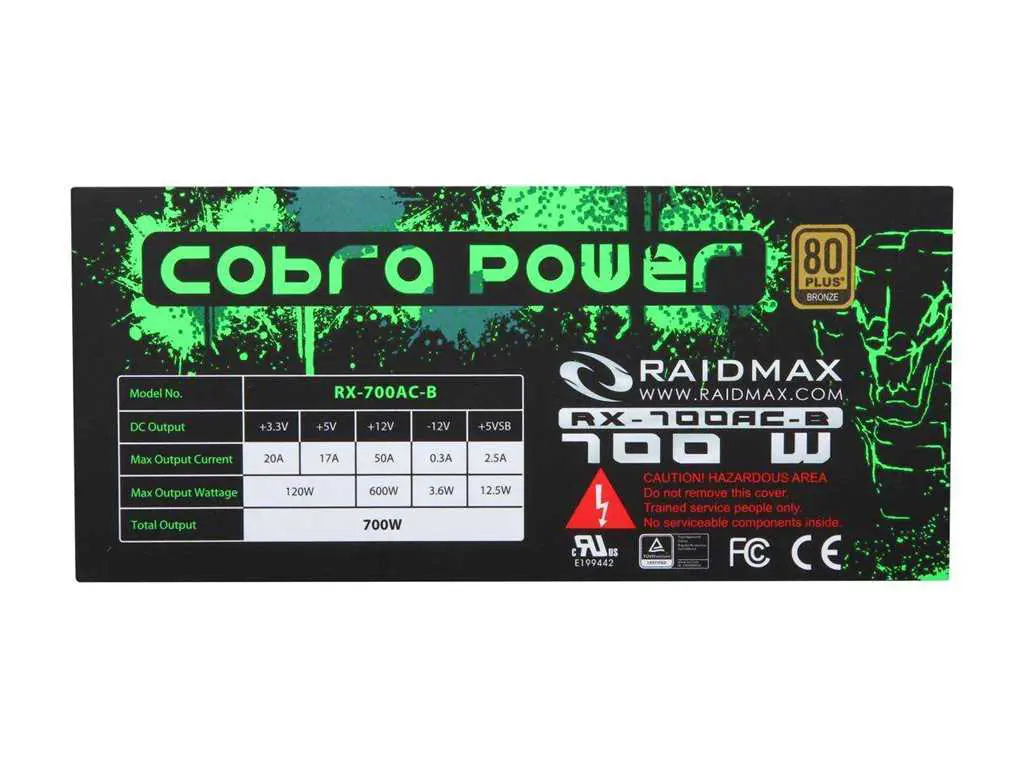 cobra power
80
PLUS®
BRONZE
RAIDMAX
WWW.RAIDMAX.COM
RX-700AC-B
700 W
Model No. RX-700AC-B
DC Output +3.3V +5V +12V -12V +5VSB
Max Output Current 20A 17A 50A 0.3A 2.5A
Max Output Wattage 120W 600W 3.6W 12.5W
Total Output 700W
CAUTION! HAZARDOUS AREA
Do not remove this cover.
Trained service people only.
No serviceable components inside.
c RU US
E199442
FC CE